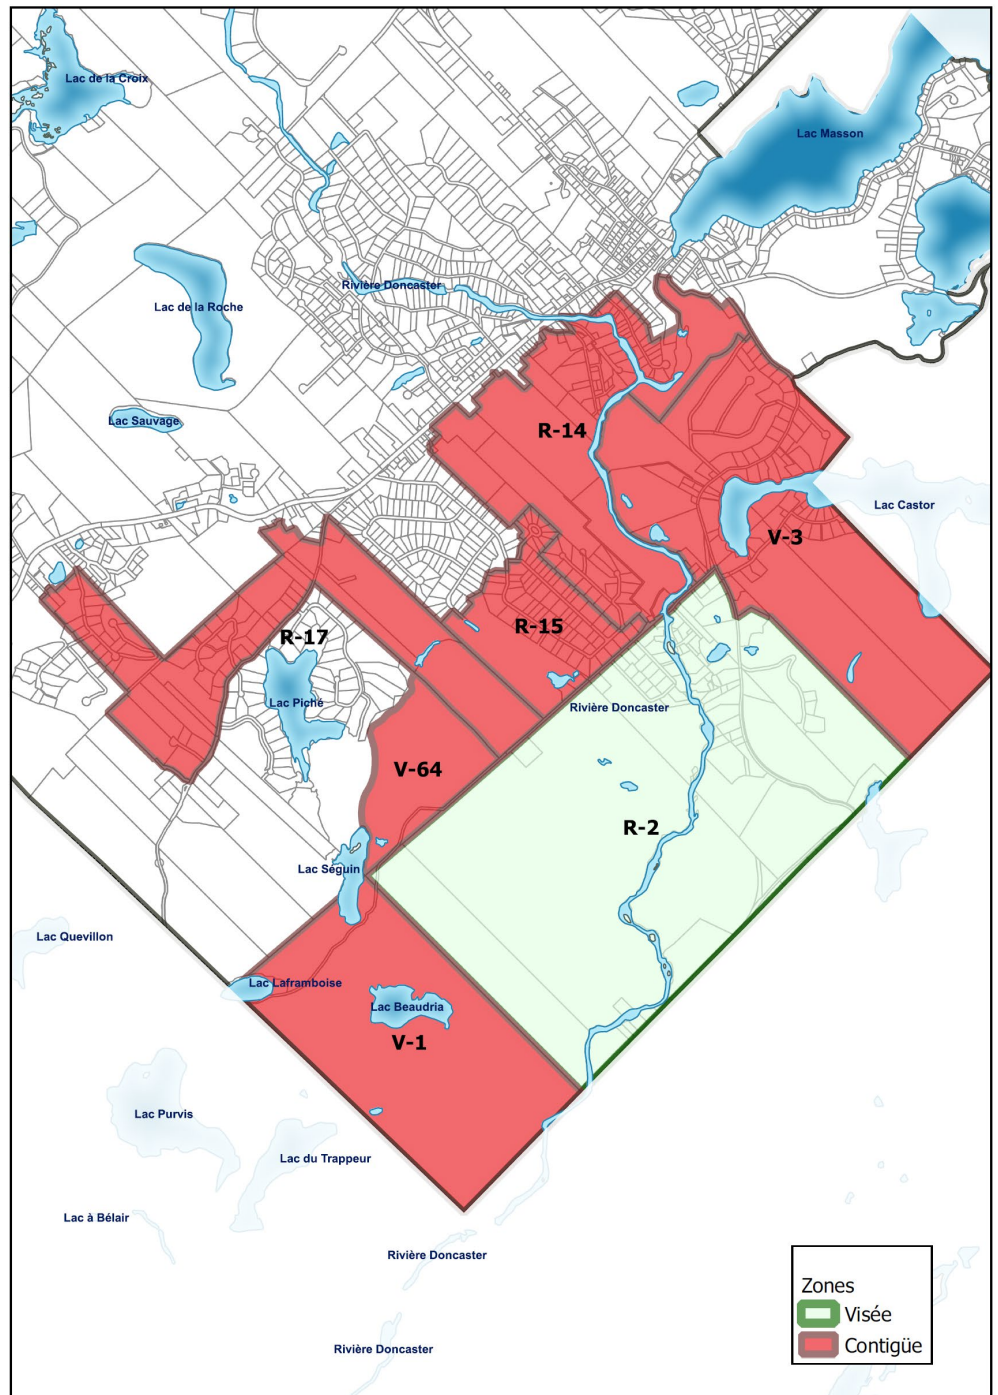 Lac de la Croix
Lac Masson
Rivière Doncaster
Lac de la Roche
Lac Sauvage
R-14
Lac Castor
V-3
R-15
R-17
Lac Piché
Rivière Doncaster
V-64
R-2
Lac Séguin
Lac Quevillon
Lac Laframboise
Lac Beaudria
V-1
Lac Purvis
Lac du Trappeur
Lac à Bélair
Rivière Doncaster
Rivière Doncaster
Zones
Visée
Contigüe